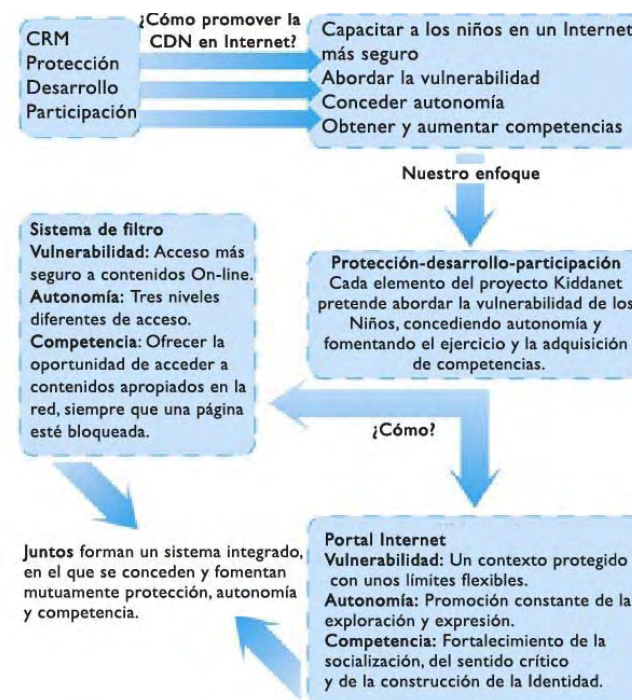 ¿Cómo promover la
CDN en Internet?
CRM
Protección
Desarrollo
Participación
Capacitar a los niños en un Internet
más seguro
Abordar la vulnerabilidad
Conceder autonomía
Obtener y aumentar competencias
Nuestro enfoque
Protección-desarrollo-participación
Cada elemento del proyecto Kiddanet
pretende abordar la vulnerabilidad de los
Niños, concediendo autonomía y
fomentando el ejercicio y la adquisición
de competencias.
¿Cómo?
Sistema de filtro
Vulnerabilidad: Acceso más
seguro a contenidos On-line.
Autonomía: Tres niveles
diferentes de acceso.
Competencia: Ofrecer la
oportunidad de acceder a
contenidos apropiados en la
red, siempre que una página
esté bloqueada.
Portal Internet
Vulnerabilidad: Un contexto protegido
con unos límites flexibles.
Autonomía: Promoción constante de la
exploración y expresión.
Competencia: Fortalecimiento de la
socialización, del sentido crítico
y de la construcción de la Identidad.
Juntos forman un sistema integrado,
en el que se conceden y fomentan
mutuamente protección, autonomía
y competencia.